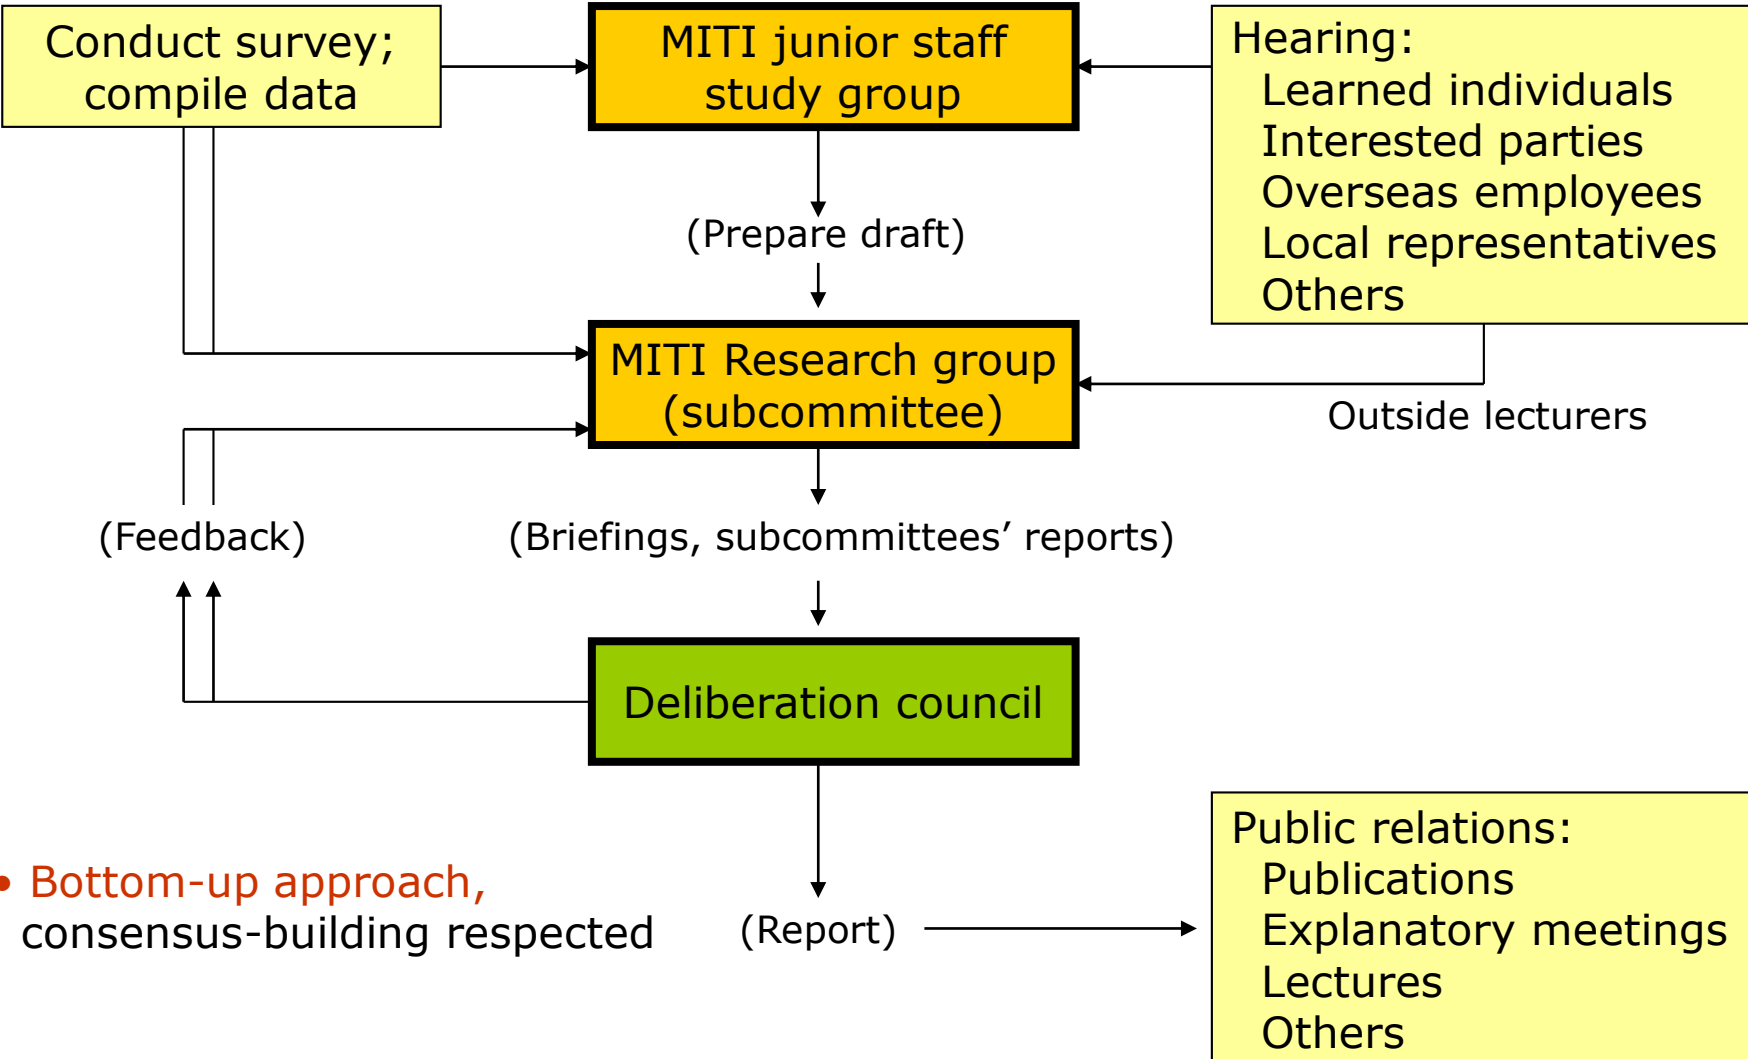 Conduct survey;
compile data
MITI junior staff
study group
Hearing:
Learned individuals
Interested parties
Overseas employees
Local representatives
Others
(Prepare draft)
MITI Research group
(subcommittee)
Outside lecturers
(Feedback)
(Briefings, subcommittees’ reports)
Deliberation council
• Bottom-up approach,
consensus-building respected
(Report)
Public relations:
Publications
Explanatory meetings
Lectures
Others